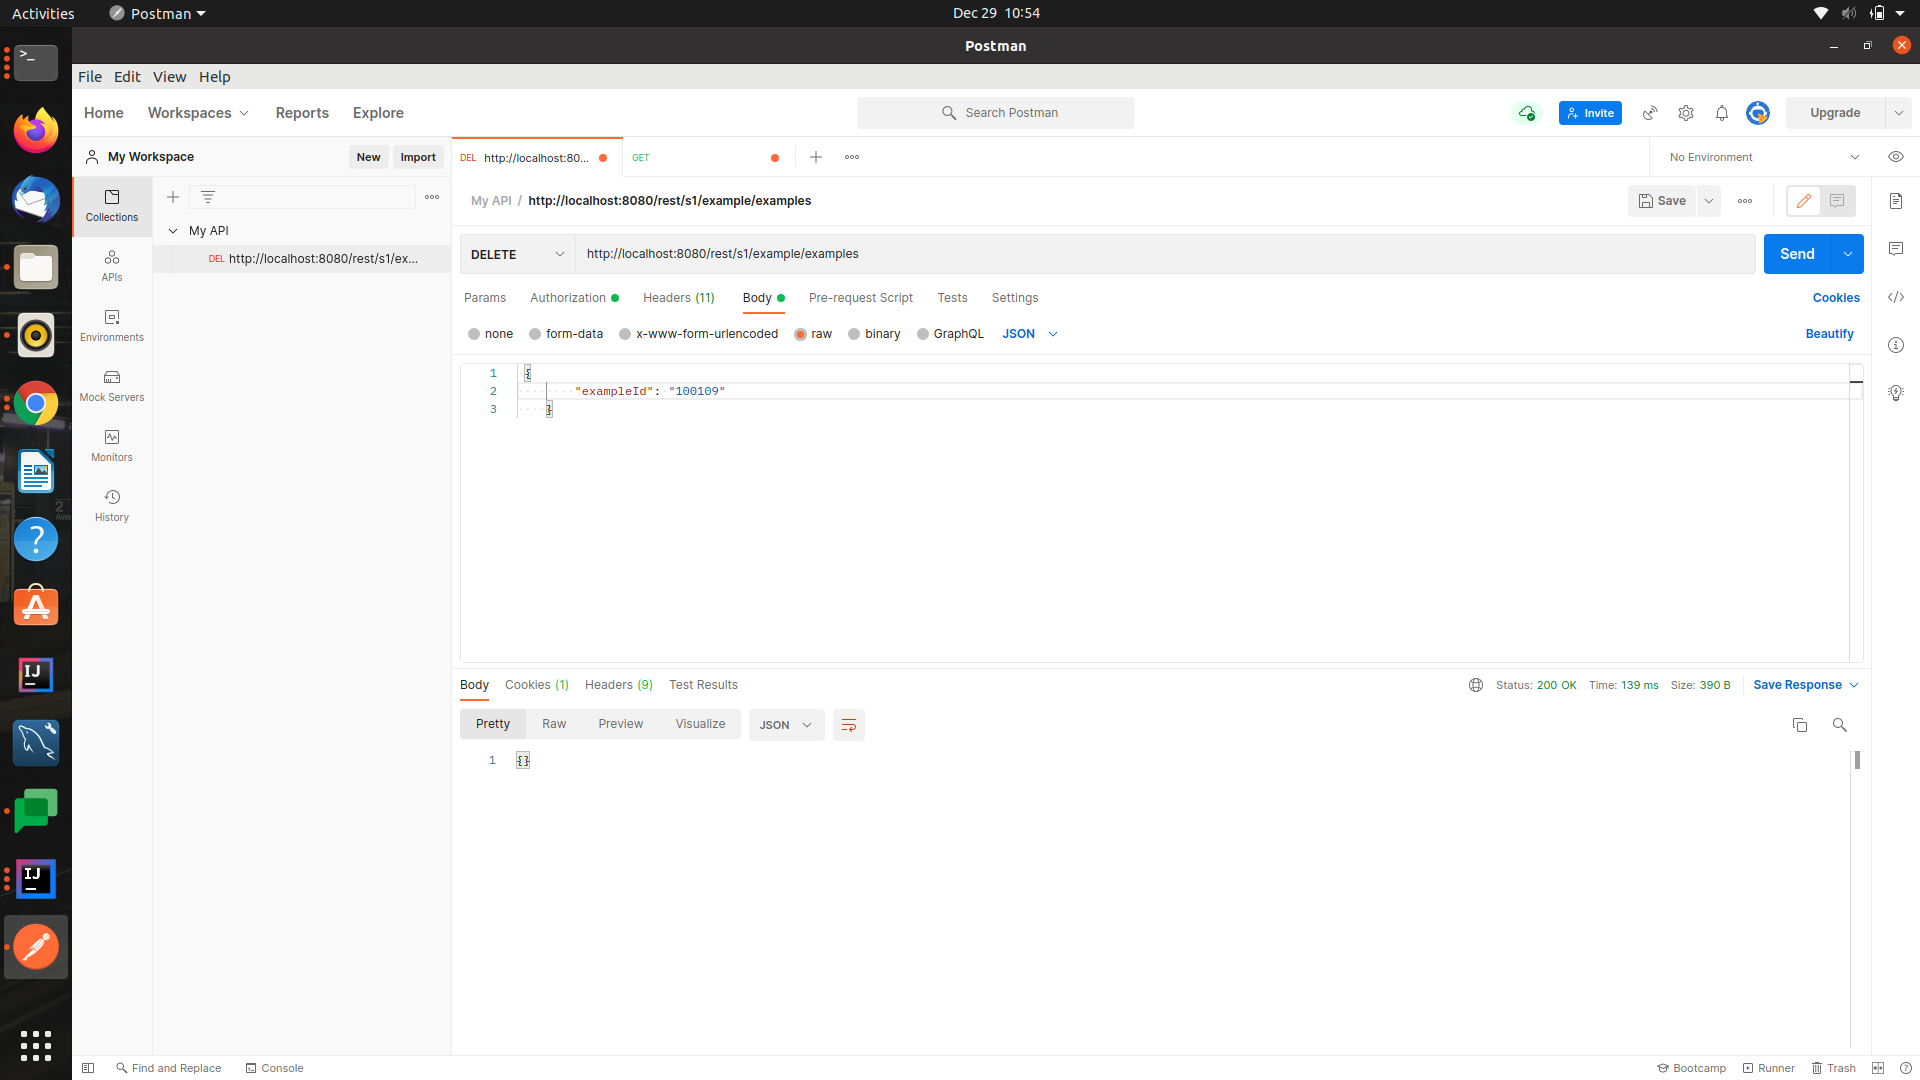 Activities
Postman
Dec 29 10:54
Postman
File Edit View Help
Home Workspaces Reports Explore
Search Postman
Invite
Upgrade
My Workspace
New
Import
DEL http://localhost:80...
GET
No Environment
Collections
APIs
Environments
Mock Servers
Monitors
History
My API
DEL http://localhost:8080/rest/s1/ex...
My API / http://localhost:8080/rest/s1/example/examples
Save
DELETE
http://localhost:8080/rest/s1/example/examples
Send
Params Authorization Headers (11) Body Pre-request Script Tests Settings
Cookies
none form-data x-www-form-urlencoded raw binary GraphQL JSON
Beautify
1 {
2 "exampleId": "100109"
3 }
Body Cookies (1) Headers (9) Test Results
Status: 200 OK Time: 139 ms Size: 390 B
Save Response
Pretty Raw Preview Visualize JSON
1 {}
Find and Replace
Console
Bootcamp
Runner
Trash